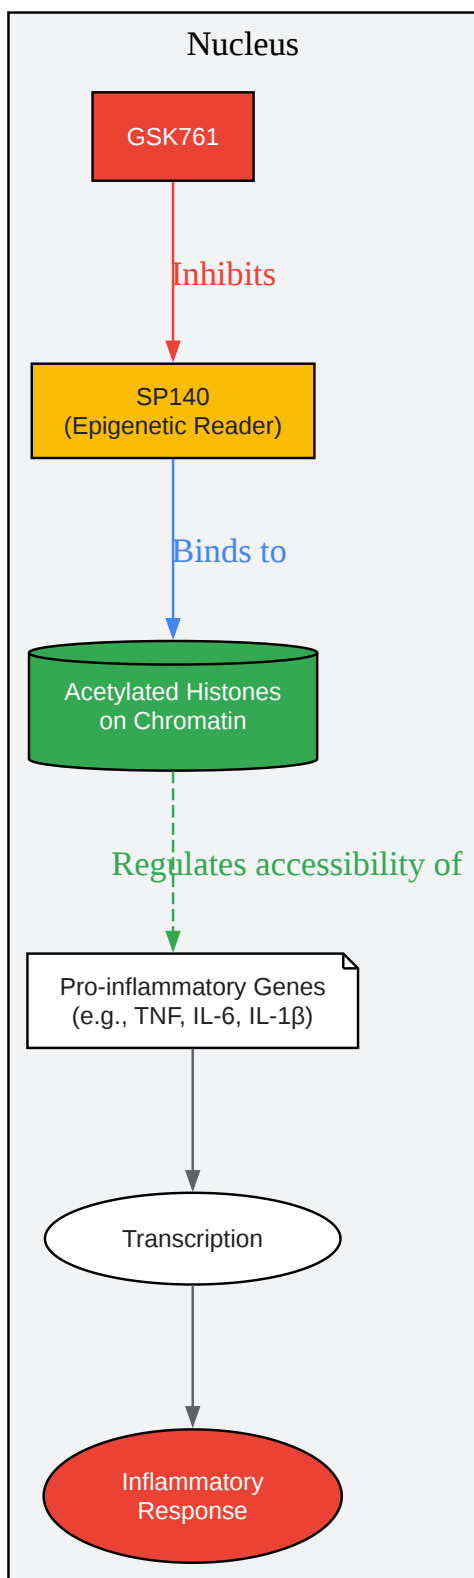 Nucleus
GSK761
Inhibits
SP140
(Epigenetic Reader)
Binds to
Acetylated Histones
on Chromatin
Regulates accessibility of
Pro-inflammatory Genes
(e.g., TNF, IL-6, IL-1β)
Transcription
Inflammatory
Response